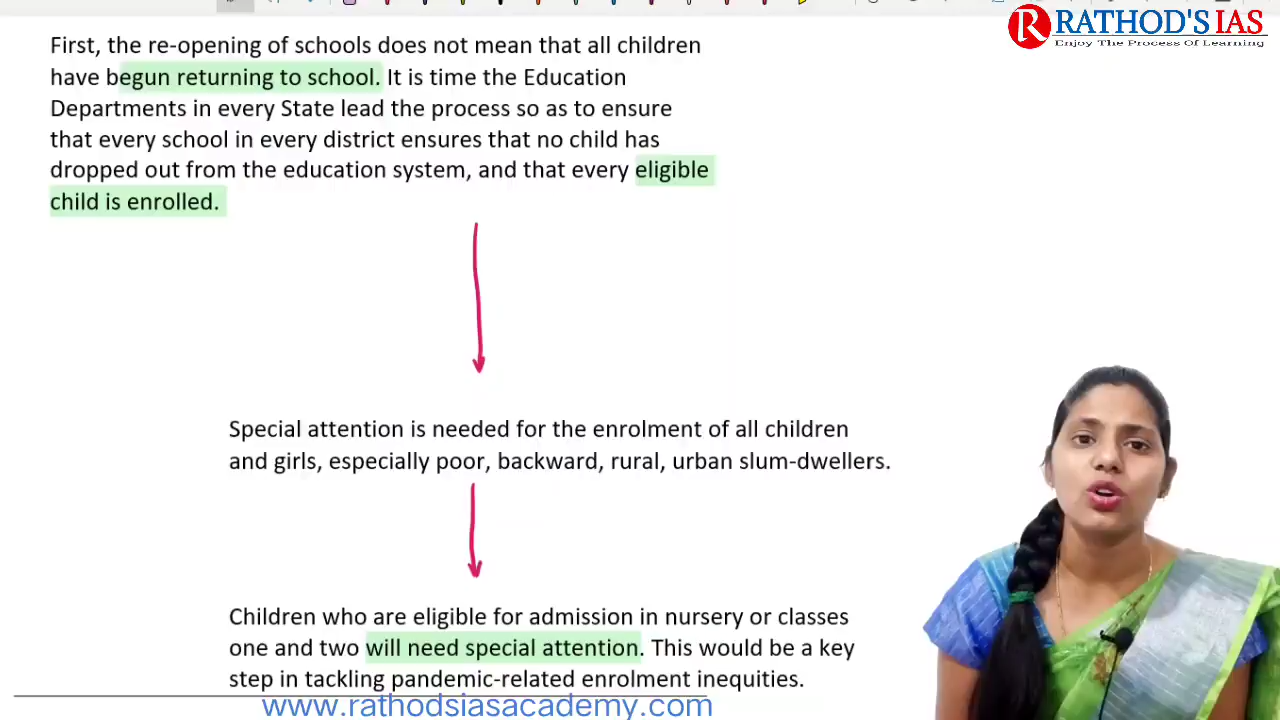 RATHOD'S IAS
Enjoy The Process Of Learning
First, the re-opening of schools does not mean that all children
have begun returning to school. It is time the Education
Departments in every State lead the process so as to ensure
that every school in every district ensures that no child has
dropped out from the education system, and that every eligible
child is enrolled.
Special attention is needed for the enrolment of all children
and girls, especially poor, backward, rural, urban slum-dwellers.
Children who are eligible for admission in nursery or classes
one and two will need special attention. This would be a key
step in tackling pandemic-related enrolment inequities.
www.rathodsiasacademy.com